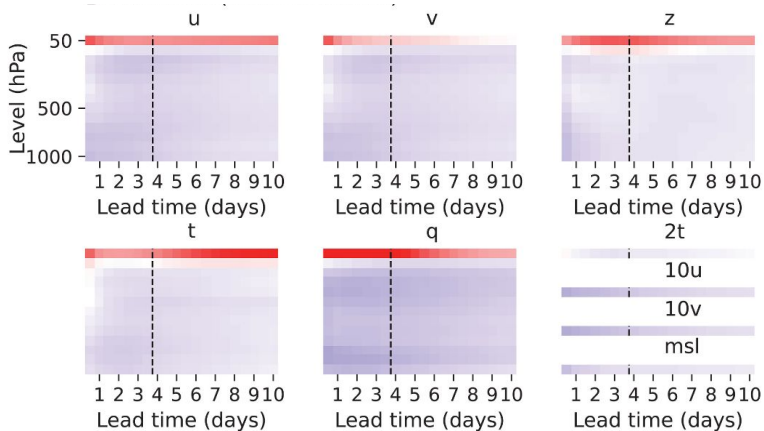 u v z
50
500
1000
Level (hPa)
1 2 3 4 5 6 7 8 9 10 1 2 3 4 5 6 7 8 9 10 1 2 3 4 5 6 7 8 9 10
Lead time (days) Lead time (days) Lead time (days)
t q 2t
10u
10v
msl
1 2 3 4 5 6 7 8 9 10 1 2 3 4 5 6 7 8 9 10 1 2 3 4 5 6 7 8 9 10
Lead time (days) Lead time (days) Lead time (days)